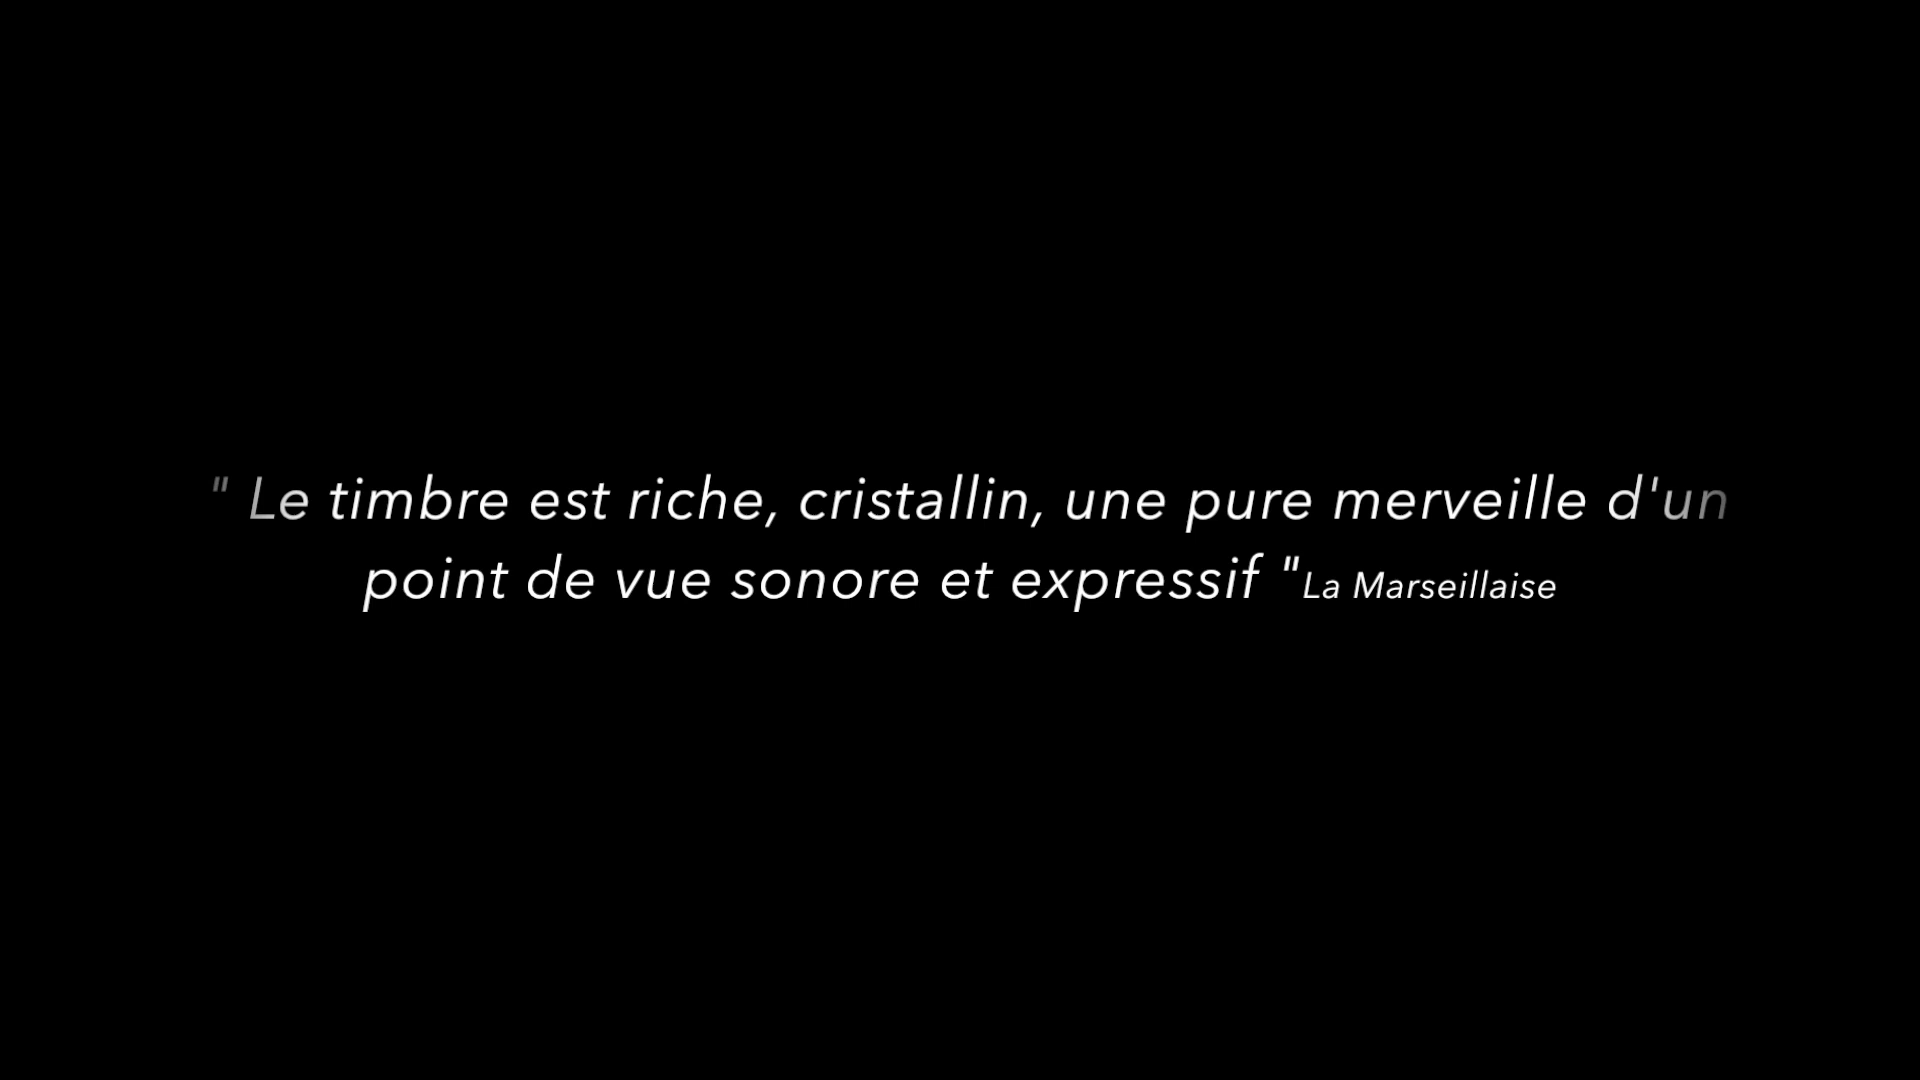 " Le timbre est riche, cristallin, une pure merveille d'un
point de vue sonore et expressif "La Marseillaise